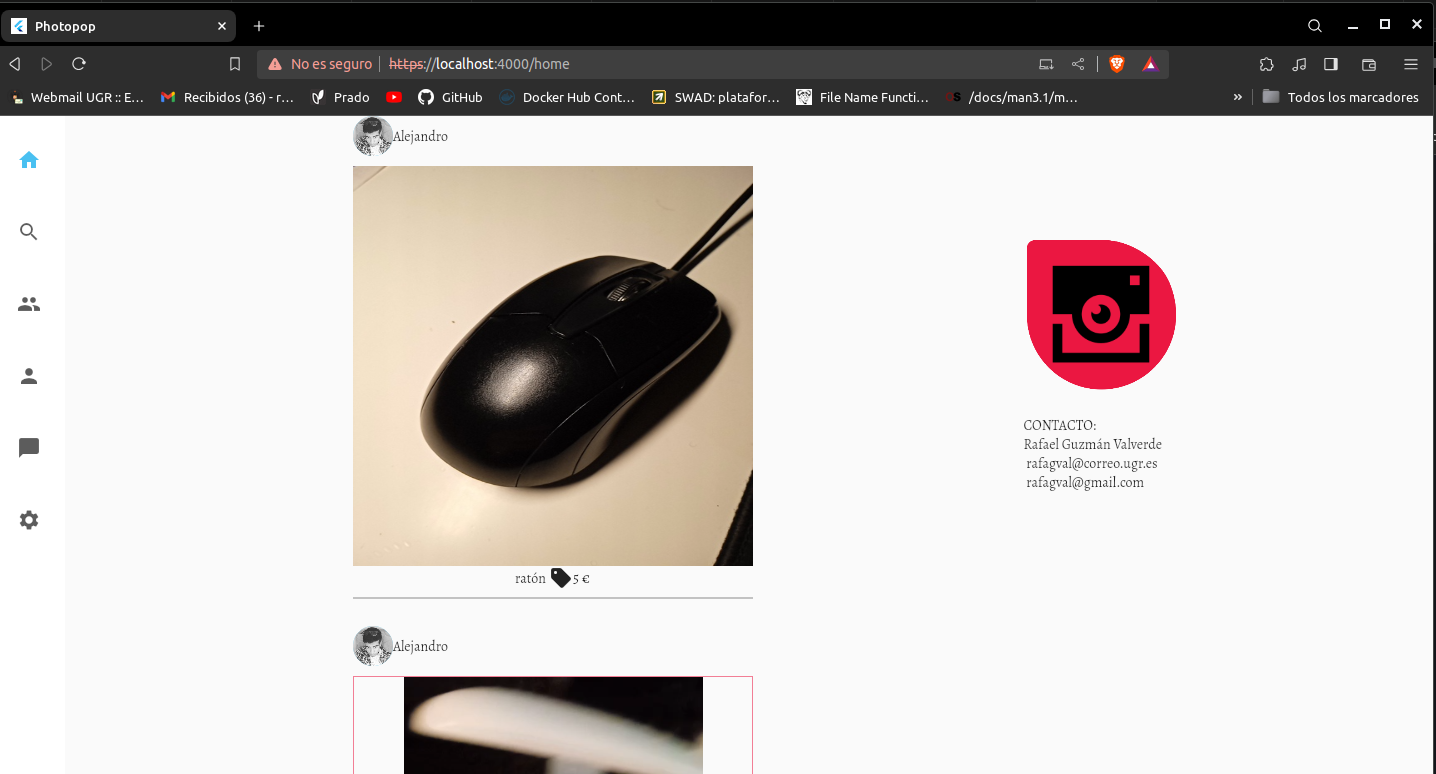 Photopop
No es seguro
https://localhost:4000/home
Webmail UGR :: E…
Recibidos (36) - r…
Prado
GitHub
Docker Hub Cont…
SWAD: platafor…
File Name Functi…
/docs/man3.1/m…
»
Todos los marcadores
Alejandro
ratón 5 €
Alejandro
CONTACTO:
Rafael Guzmán Valverde
rafagval@correo.ugr.es
rafagval@gmail.com